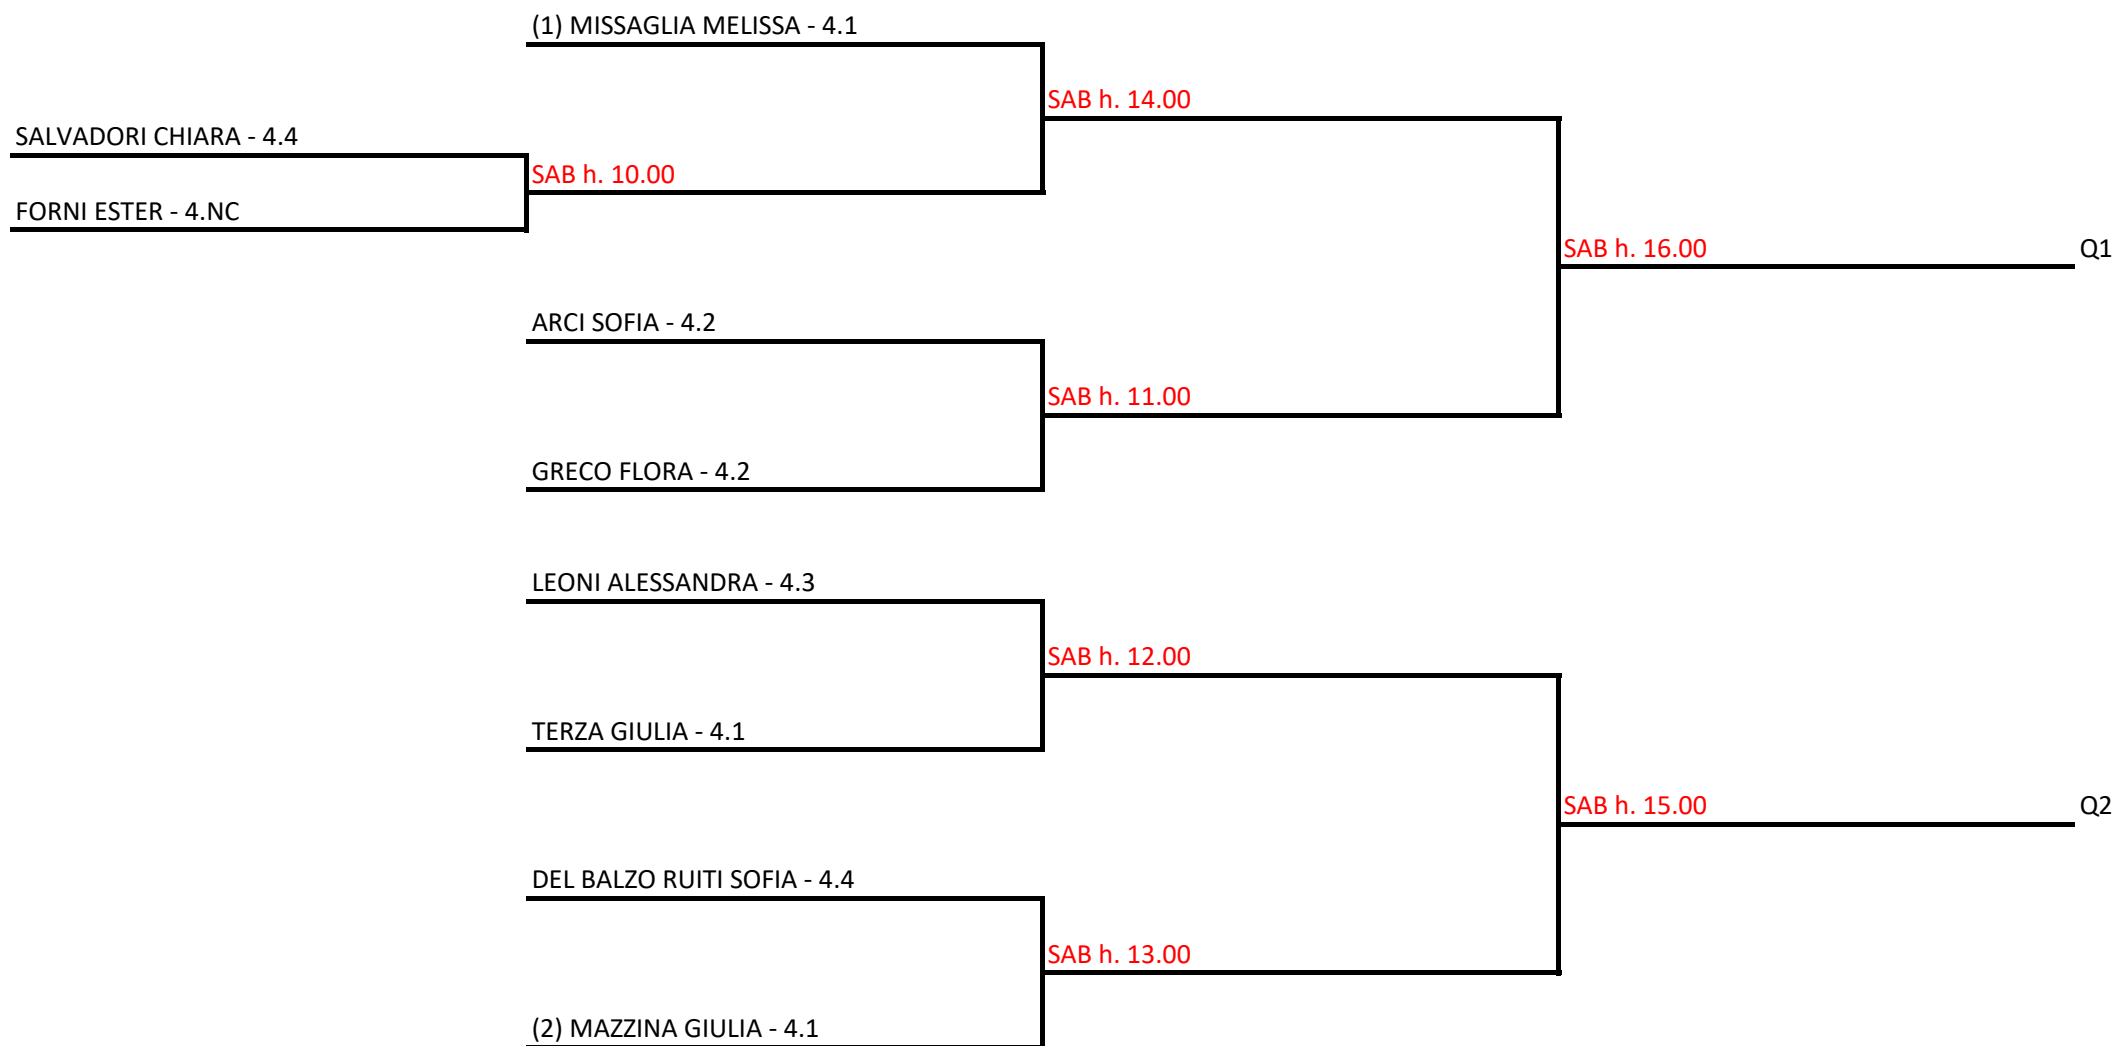 (1) MISSAGLIA MELISSA - 4.1
SAB h. 14.00
SALVADORI CHIARA - 4.4
SAB h. 10.00
FORNI ESTER - 4.NC
SAB h. 16.00
Q1
ARCI SOFIA - 4.2
SAB h. 11.00
GRECO FLORA - 4.2
LEONI ALESSANDRA - 4.3
SAB h. 12.00
TERZA GIULIA - 4.1
SAB h. 15.00
Q2
DEL BALZO RUITI SOFIA - 4.4
SAB h. 13.00
(2) MAZZINA GIULIA - 4.1